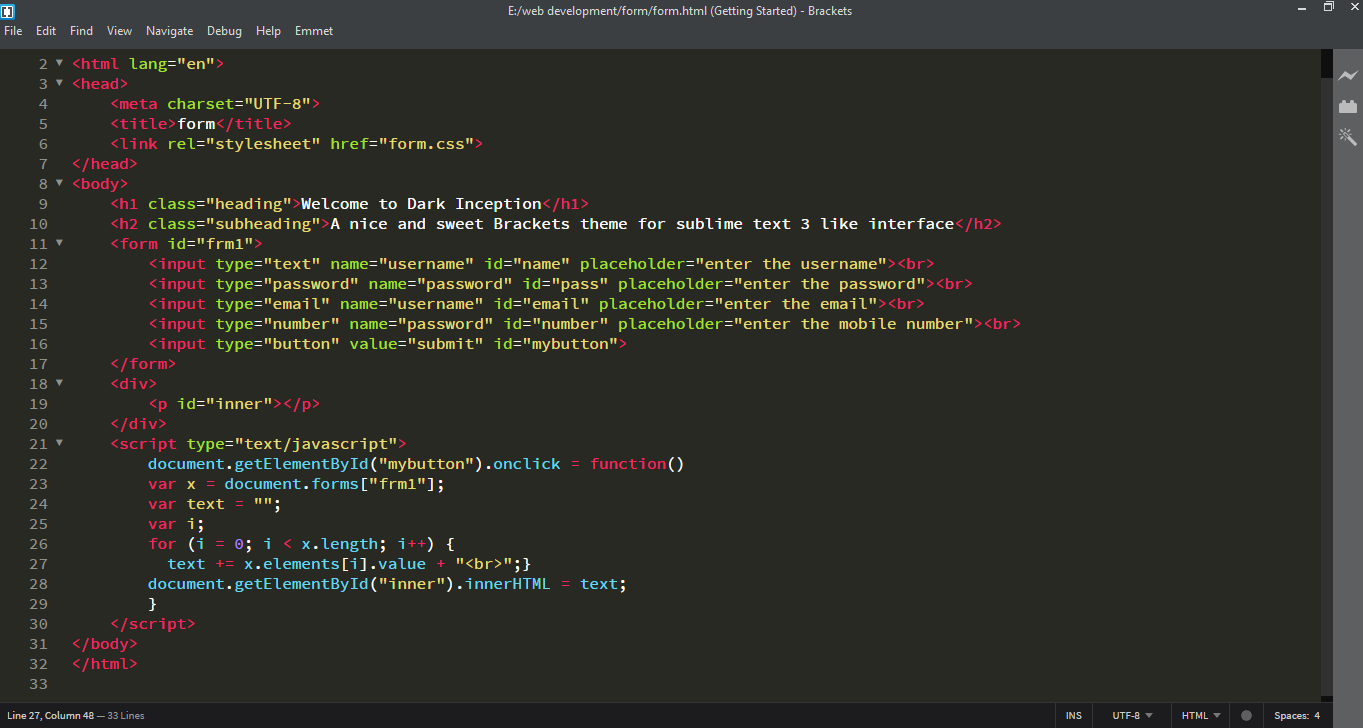 E:/web development/form/form.html (Getting Started) - Brackets
File Edit Find View Navigate Debug Help Emmet
2 <html lang="en">
3 <head>
4     <meta charset="UTF-8">
5     <title>form</title>
6     <link rel="stylesheet" href="form.css">
7 </head>
8 <body>
9     <h1 class="heading">Welcome to Dark Inception</h1>
10     <h2 class="subheading">A nice and sweet Brackets theme for sublime text 3 like interface</h2>
11     <form id="frm1">
12         <input type="text" name="username" id="name" placeholder="enter the username"><br>
13         <input type="password" name="password" id="pass" placeholder="enter the password"><br>
14         <input type="email" name="username" id="email" placeholder="enter the email"><br>
15         <input type="number" name="password" id="number" placeholder="enter the mobile number"><br>
16         <input type="button" value="submit" id="mybutton">
17     </form>
18     <div>
19         <p id="inner"></p>
20     </div>
21     <script type="text/javascript">
22         document.getElementById("mybutton").onclick = function()
23         var x = document.forms["frm1"];
24         var text = "";
25         var i;
26         for (i = 0; i < x.length; i++) {
27           text += x.elements[i].value + "<br>";}
28         document.getElementById("inner").innerHTML = text;
29         }
30     </script>
31 </body>
32 </html>
33
Line 27, Column 48 — 33 Lines INS UTF-8 HTML Spaces: 4